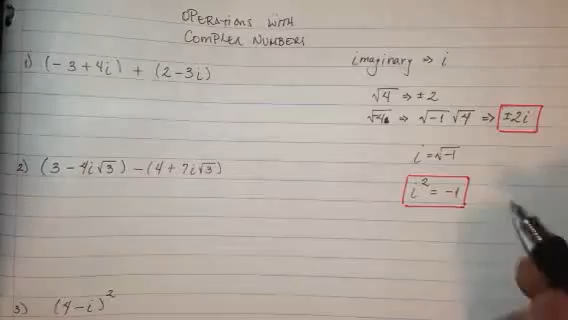 OPERATIONS WITH
COMPLEX NUMBERS
1) (-3+4i) + (2-3i)
imaginary ⇒ i
√4 ⇒ ±2
√-4 ⇒ √-1 √4 ⇒ ±2i
i = √-1
i² = -1
2) (3-4i√3) - (4+7i√3)
3) (4-i)²